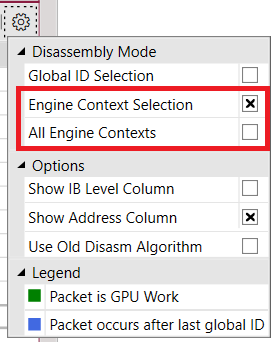 Disassembly Mode
Global ID Selection
Engine Context Selection
All Engine Contexts
Options
Show IB Level Column
Show Address Column
Use Old Disasm Algorithm
Legend
Packet is GPU Work
Packet occurs after last global ID